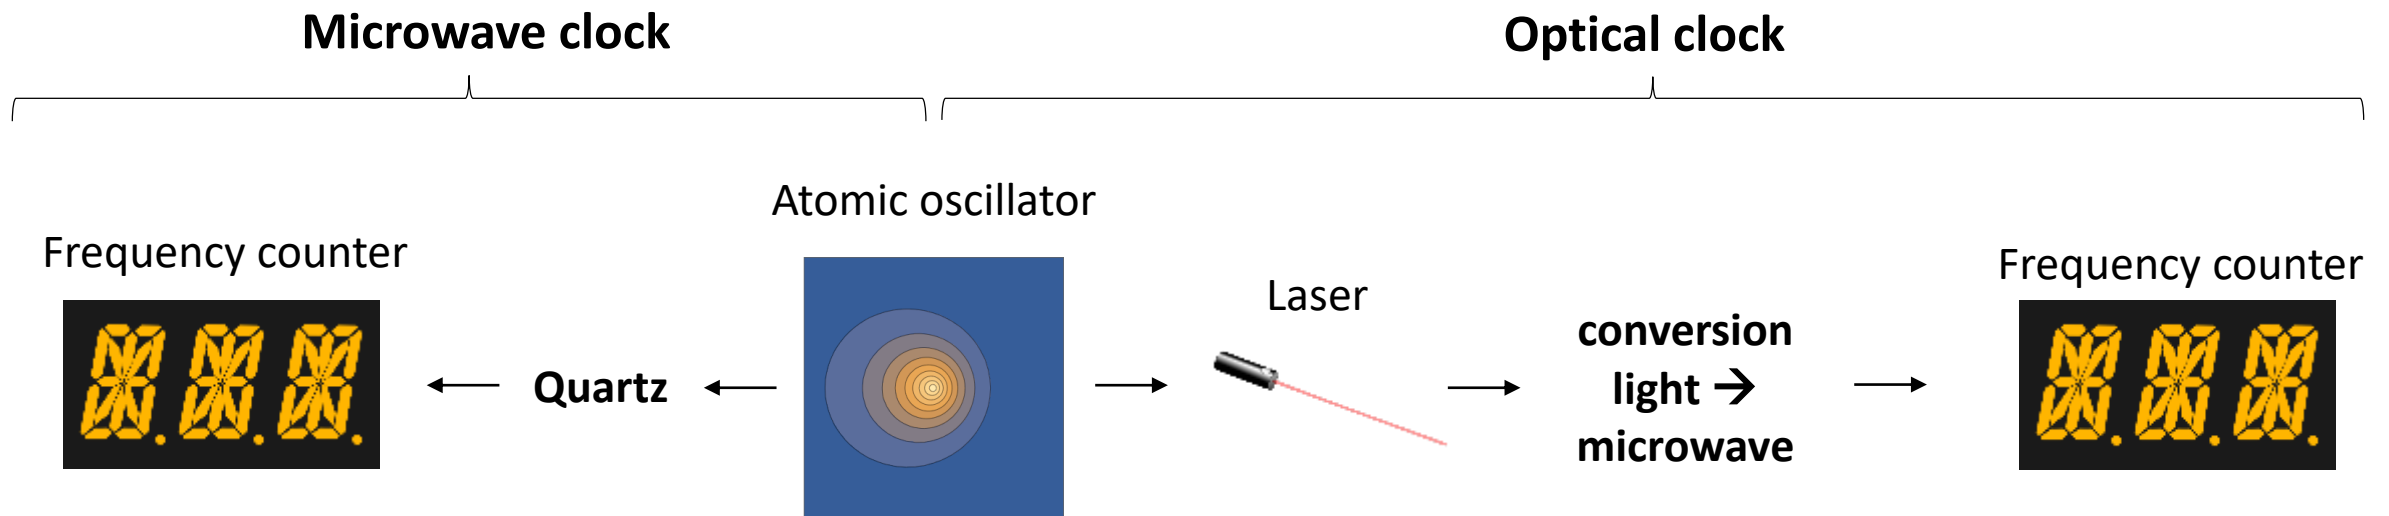 Microwave clock
Optical clock
Atomic oscillator
Frequency counter
Frequency counter
Laser
Quartz
conversion
light →
microwave